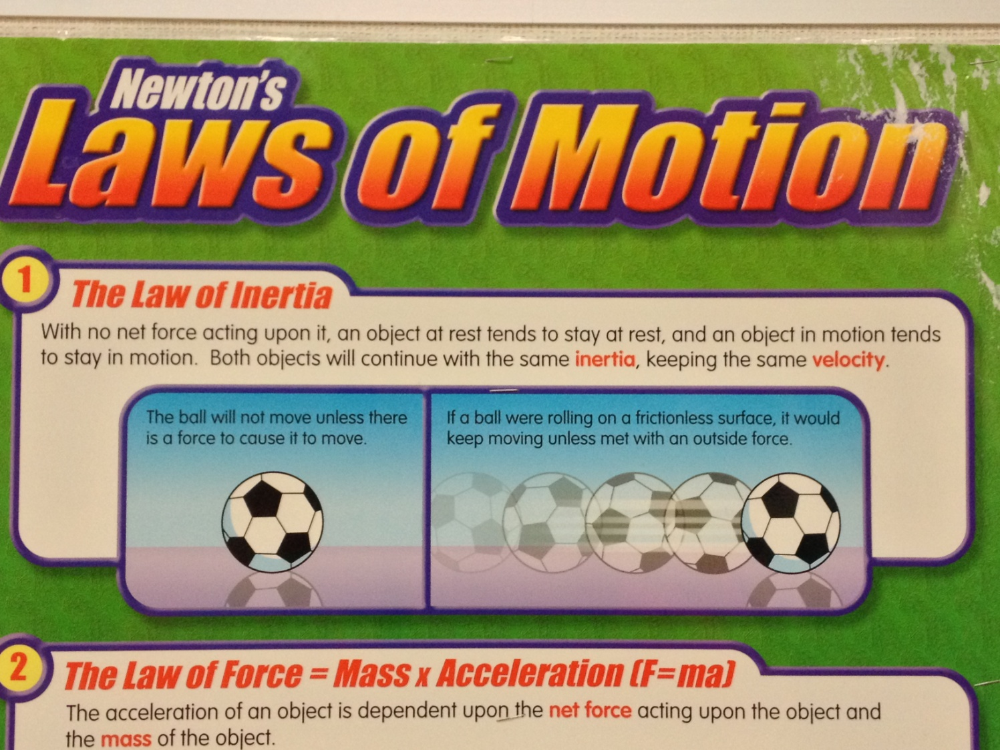 Newton's
Laws of Motion
1
The Law of Inertia
With no net force acting upon it, an object at rest tends to stay at rest, and an object in motion tends
to stay in motion. Both objects will continue with the same inertia, keeping the same velocity.
The ball will not move unless there
is a force to cause it to move.
If a ball were rolling on a frictionless surface, it would
keep moving unless met with an outside force.
2
The Law of Force = Mass x Acceleration (F=ma)
The acceleration of an object is dependent upon the net force acting upon the object and
the mass of the object.